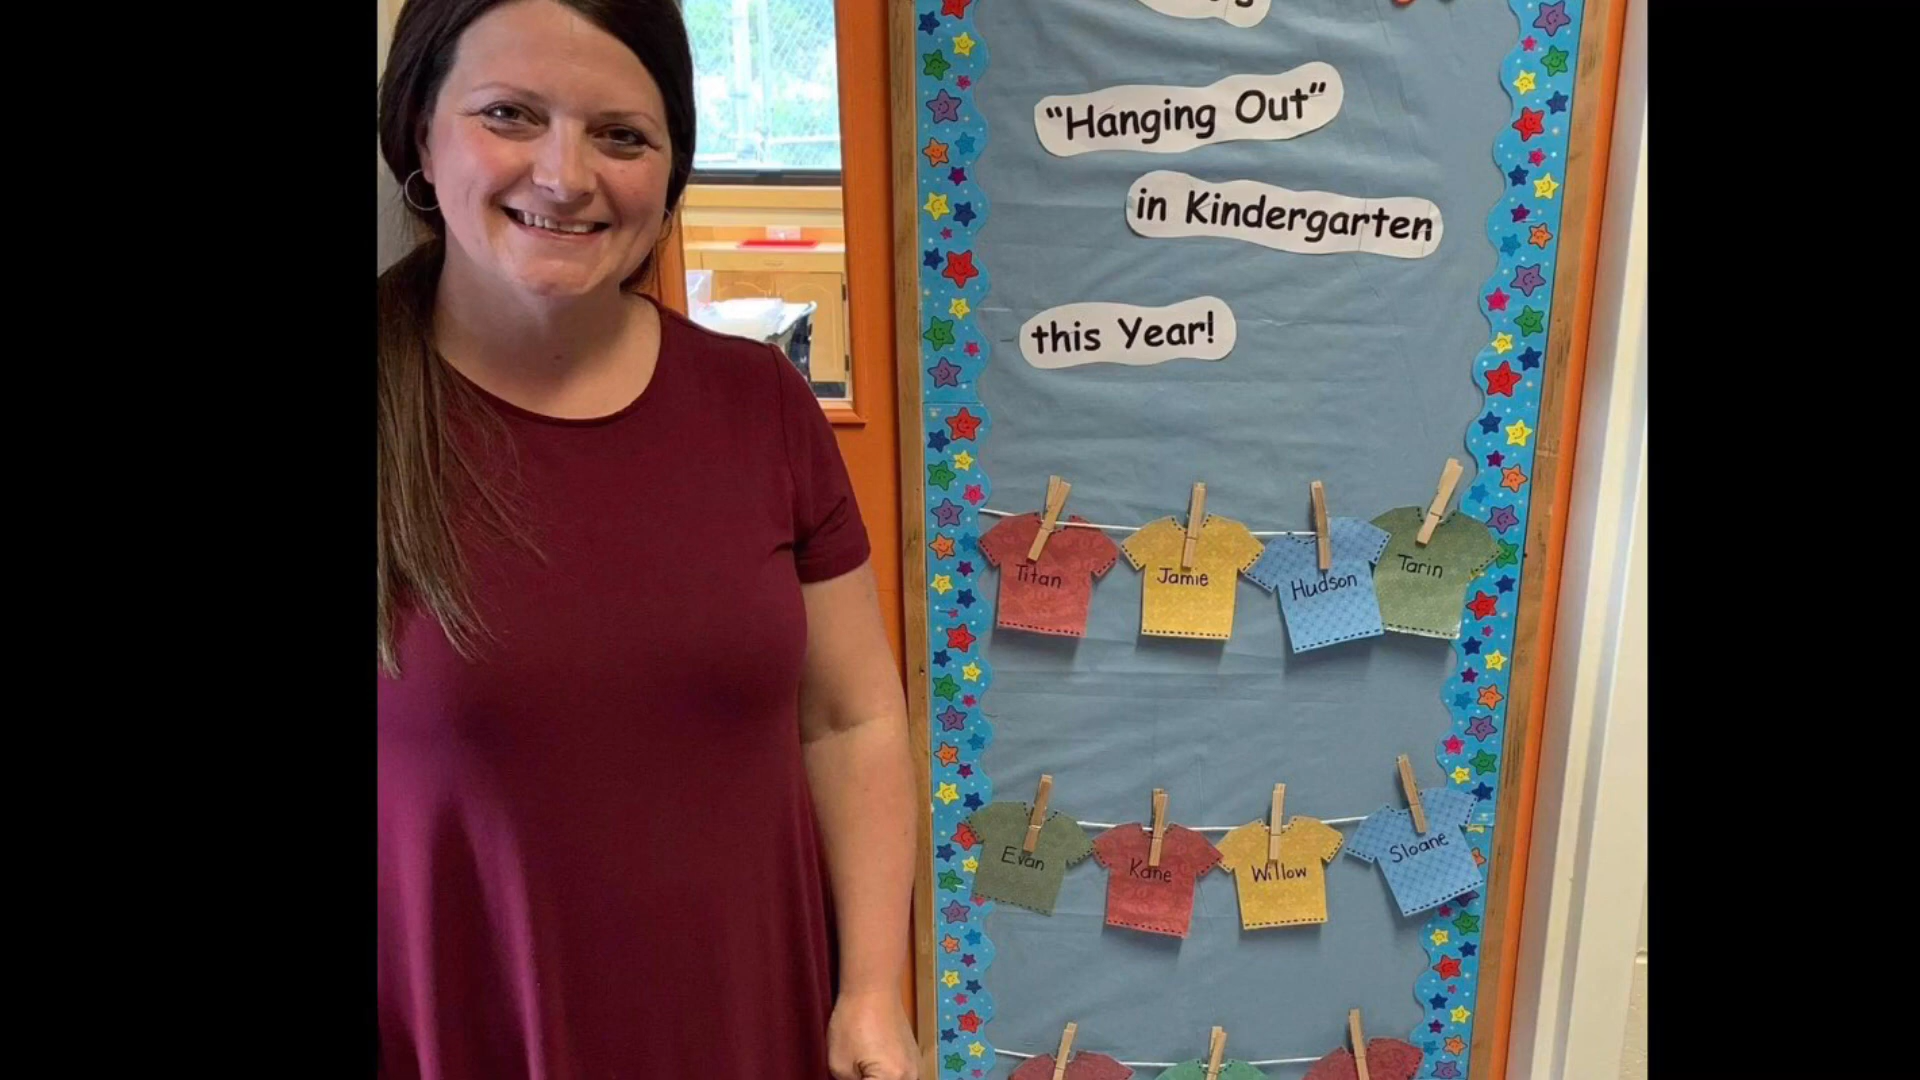 "Hanging Out"
in Kindergarten
this Year!
Titan
Jamie
Hudson
Tarin
Evan
Kane
Willow
Sloane